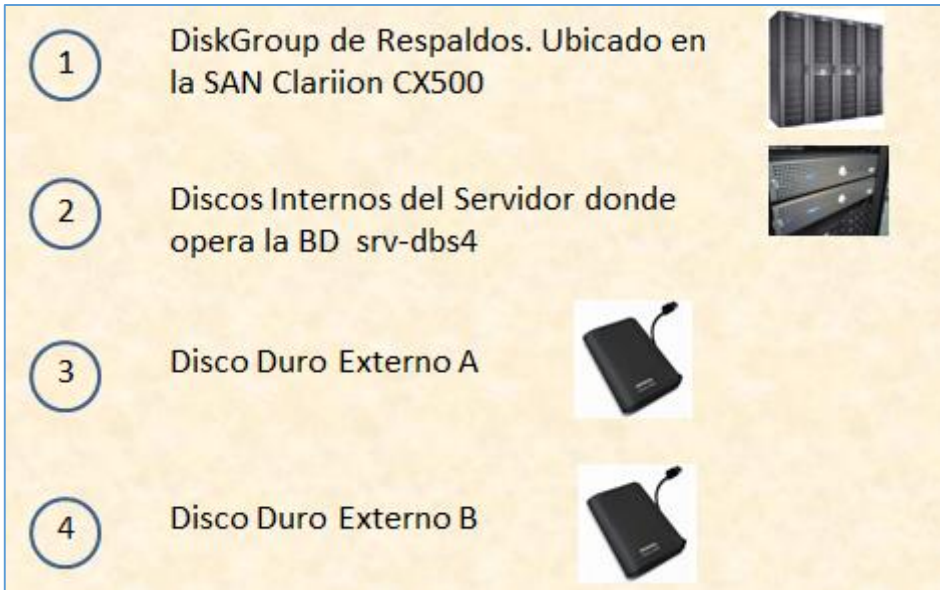 1
DiskGroup de Respaldos. Ubicado en
la SAN Clariion CX500
2
Discos Internos del Servidor donde
opera la BD srv-dbs4
3
Disco Duro Externo A
4
Disco Duro Externo B